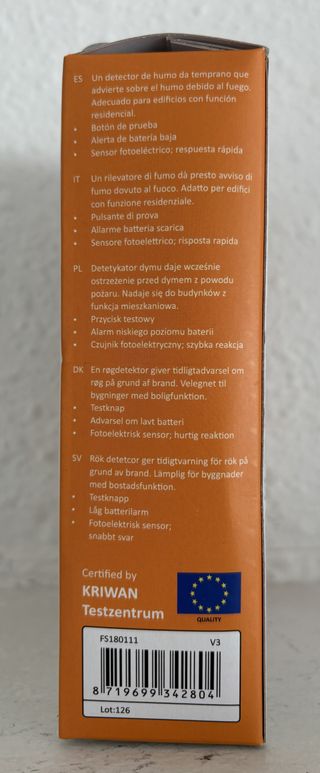 ES Un detector de humo da temprano que
advierte sobre el humo debido al fuego.
Adecuado para edificios con función
residencial.
• Botón de prueba
• Alerta de batería baja
• Sensor fotoeléctrico; respuesta rápida
IT Un rilevatore di fumo dà presto avviso di
fumo dovuto al fuoco. Adatto per edifici
con funzione residenziale.
• Pulsante di prova
• Allarme batteria scarica
• Sensore fotoelettrico; risposta rapida
PL Detetykator dymu daje wcześnie
ostrzeżenie przed dymem z powodu
pożaru. Nadaje się do budynków z
funkcja mieszkaniowa.
• Przycisk testowy
• Alarm niskiego poziomu baterii
• Czujnik fotoelektryczny; szybka reakcja
DK En røgdetektor giver tidligtadvarsel om
røg på grund af brand. Velegnet til
bygninger med boligfunktion.
• Testknap
• Advarsel om lavt batteri
• Fotoelektrisk sensor; hurtig reaktion
SV Rök detetcor ger tidigtvarning för rök på
grund av brand. Lämplig för byggnader
med bostadsfunktion.
• Testknapp
• Låg batterilarm
• Fotoelektrisk sensor;
snabbt svar
Certified by
KRIWAN
Testzentrum
QUALITY
FS180111 V3
8 719699 342804
Lot:126